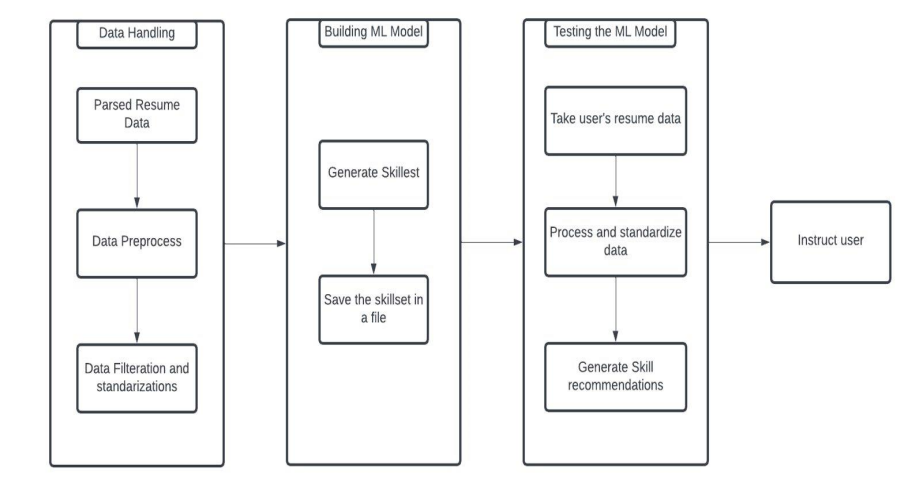 Data Handling
Parsed Resume
Data
Data Preprocess
Data Filteration and
standarizations
Building ML Model
Generate Skillest
Save the skillset in
a file
Testing the ML Model
Take user's resume data
Process and standardize
data
Generate Skill
recommendations
Instruct user